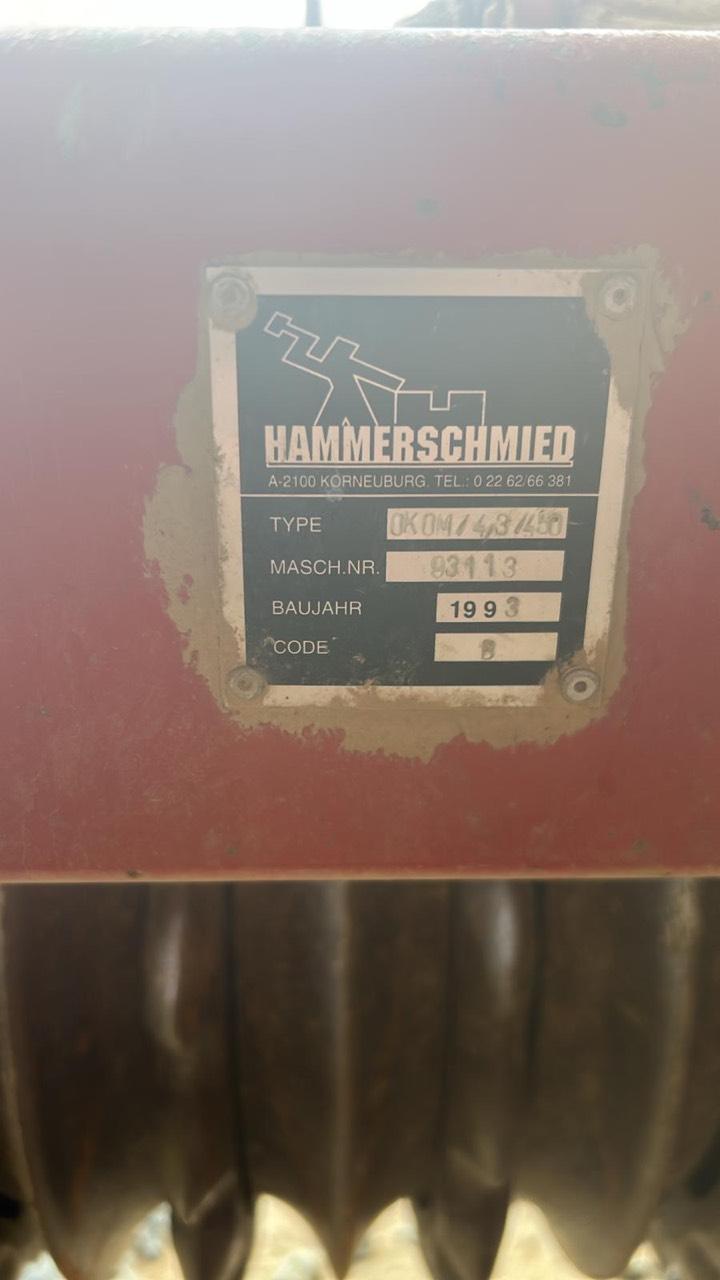 HAMMERSCHMIED
A-2100 KORNEUBURG. TEL.: 0 22 62/66 381
TYPE OKOM/4,3/450
MASCH.NR. 93113
BAUJAHR 1993
CODE B